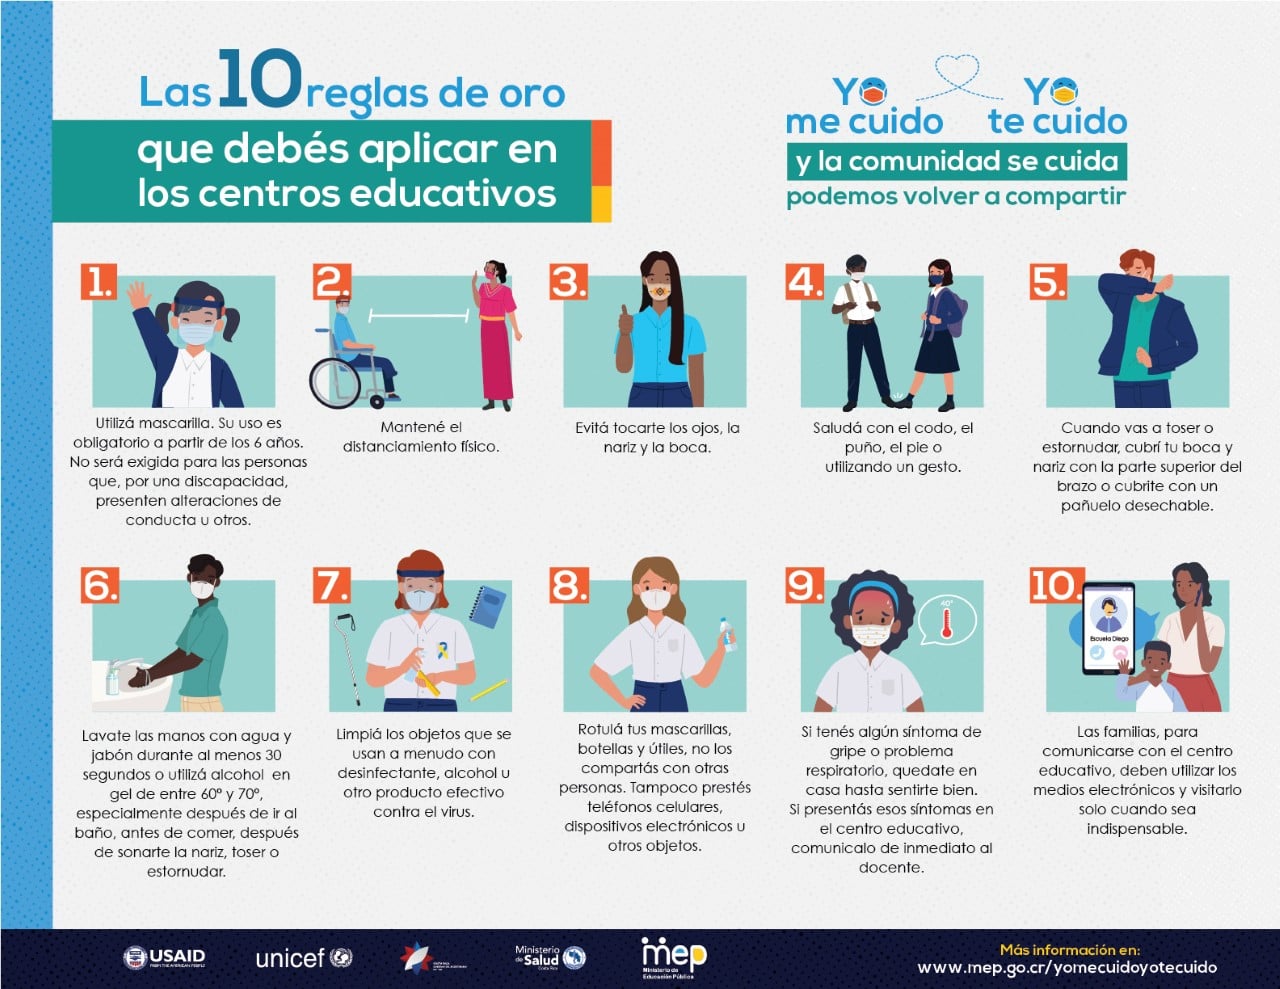 Las 10 reglas de oro
que debés aplicar en
los centros educativos
YO YO
me cuido te cuido
y la comunidad se cuida
podemos volver a compartir
1.
Utilizá mascarilla. Su uso es
obligatorio a partir de los 6 años.
No será exigida para las personas
que, por una discapacidad,
presenten alteraciones de
conducta u otros.
2.
Mantené el
distanciamiento físico.
3.
Evitá tocarte los ojos, la
nariz y la boca.
4.
Saludá con el codo, el
puño, el pie o
utilizando un gesto.
5.
Cuando vas a toser o
estornudar, cubrí tu boca y
nariz con la parte superior del
brazo o cubrite con un
pañuelo desechable.
6.
Lavate las manos con agua y
jabón durante al menos 30
segundos o utilizá alcohol en
gel de entre 60º y 70º,
especialmente después de ir al
baño, antes de comer, después
de sonarte la nariz, toser o
estornudar.
7.
Limpiá los objetos que se
usan a menudo con
desinfectante, alcohol u
otro producto efectivo
contra el virus.
8.
Rotulá tus mascarillas,
botellas y útiles, no los
compartás con otras
personas. Tampoco prestés
teléfonos celulares,
dispositivos electrónicos u
otros objetos.
9.
40°
Si tenés algún síntoma de
gripe o problema
respiratorio, quedate en
casa hasta sentirte bien.
Si presentás esos síntomas en
el centro educativo,
comunicalo de inmediato al
docente.
10.
Escuela Diego
Las familias, para
comunicarse con el centro
educativo, deben utilizar los
medios electrónicos y visitarlo
solo cuando sea
indispensable.
USAID
FROM THE AMERICAN PEOPLE
unicef
Ministerio
de Salud
Costa Rica
mep
Ministerio de
Educación Pública
Más información en:
www.mep.go.cr/yomecuidoyotecuido